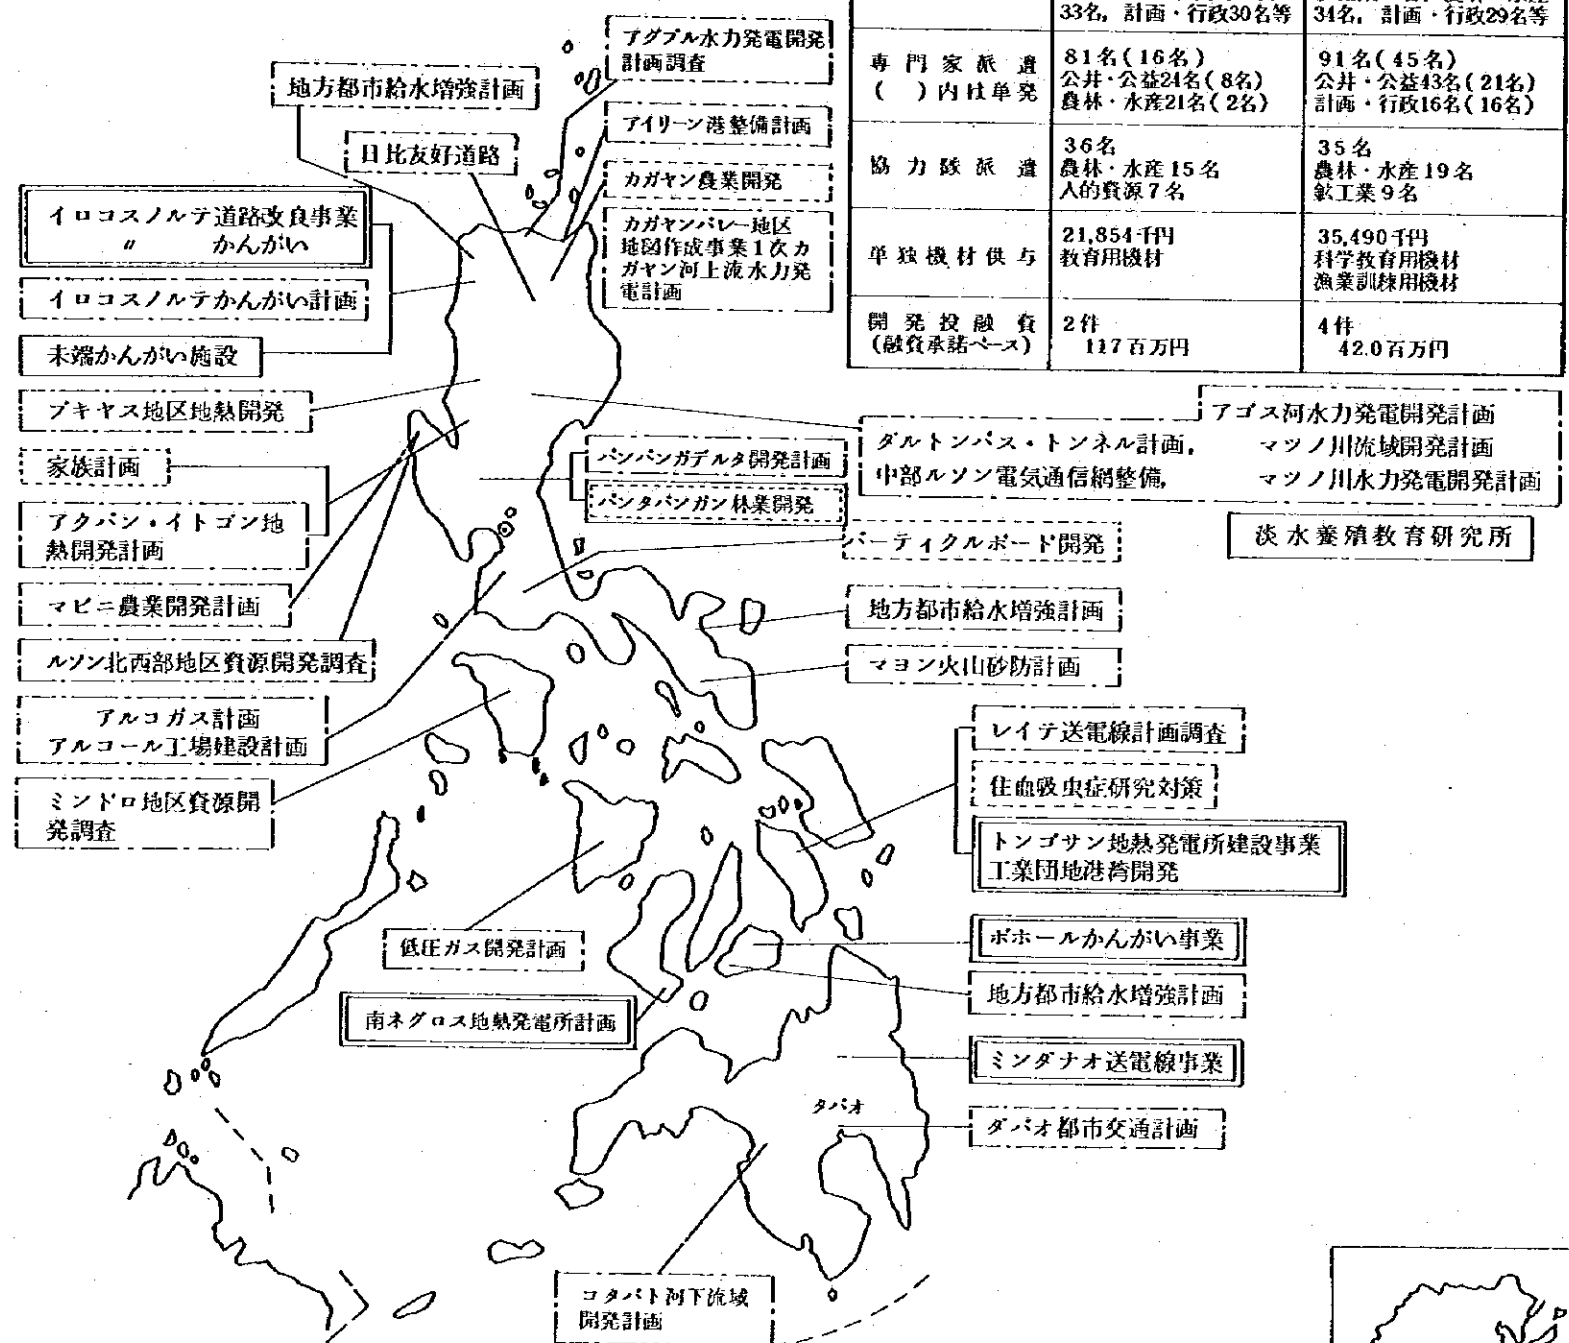 33名，計画・行政30名等
34名，計画・行政29名等
専門家派遣
(　)内は単発
81名(16名)
公共・公益24名(8名)
農林・水産21名(2名)
91名(45名)
公共・公益43名(21名)
計画・行政16名(16名)
協力隊派遣
36名
農林・水産15名
人的資源7名
35名
農林・水産19名
鉱工業9名
単独機材供与
21,854千円
教育用機材
35,490千円
科学教育用機材
漁業訓練用機材
開発投融資
(融資承諾ベース)
2件
117百万円
4件
42.0百万円
アグブル水力発電開発
計画調査
地方都市給水増強計画
アイリーン港整備計画
日比友好道路
カガヤン農業開発
カガヤンバレー地区
地図作成事業1次カ
ガヤン河上流水力発
電計画
イロコスノルテ道路改良事業
〃　かんがい
イロコスノルテかんがい計画
末端かんがい施設
ブキヤス地区地熱開発
家族計画
アクパン・イトゴン地
熱開発計画
マビニ農業開発計画
ルソン北西部地区資源開発調査
アルコガス計画
アルコール工場建設計画
ミンドロ地区資源開
発調査
パンパンガデルタ開発計画
パンタバンガン林業開発
アゴス河水力発電開発計画
ダルトンパス・トンネル計画，　マツノ川流域開発計画
中部ルソン電気通信網整備，　マツノ川水力発電開発計画
淡水養殖教育研究所
パーティクルボード開発
地方都市給水増強計画
マヨン火山砂防計画
レイテ送電線計画調査
住血吸虫症研究対策
トンゴサン地熱発電所建設事業
工業団地港湾開発
低圧ガス開発計画
南ネグロス地熱発電所計画
ボホールかんがい事業
地方都市給水増強計画
ミンダナオ送電線事業
タバオ
ダバオ都市交通計画
コタバト河下流域
開発計画